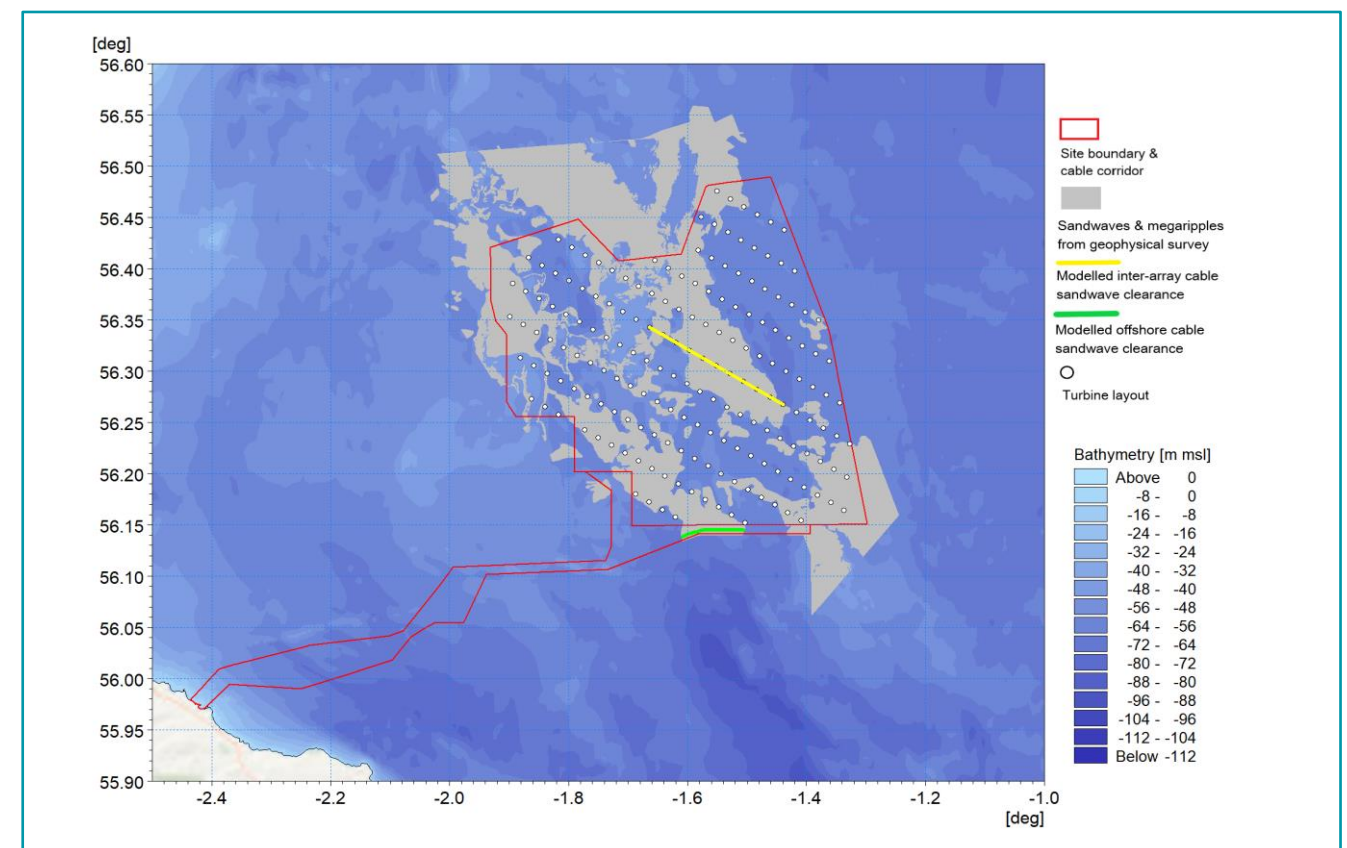 [deg]
56.60
56.55
56.50
56.45
56.40
56.35
56.30
56.25
56.20
56.15
56.10
56.05
56.00
55.95
55.90
-2.4
-2.2
-2.0
-1.8
-1.6
-1.4
-1.2
-1.0
[deg]
Site boundary &
cable corridor
Sandwaves & megaripples
from geophysical survey
Modelled inter-array cable
sandwave clearance
Modelled offshore cable
sandwave clearance
Turbine layout
Bathymetry [m msl]
Above 0
-8 - 0
-16 - -8
-24 - -16
-32 - -24
-40 - -32
-48 - -40
-56 - -48
-64 - -56
-72 - -64
-80 - -72
-88 - -80
-96 - -88
-104 - -96
-112 - -104
Below -112